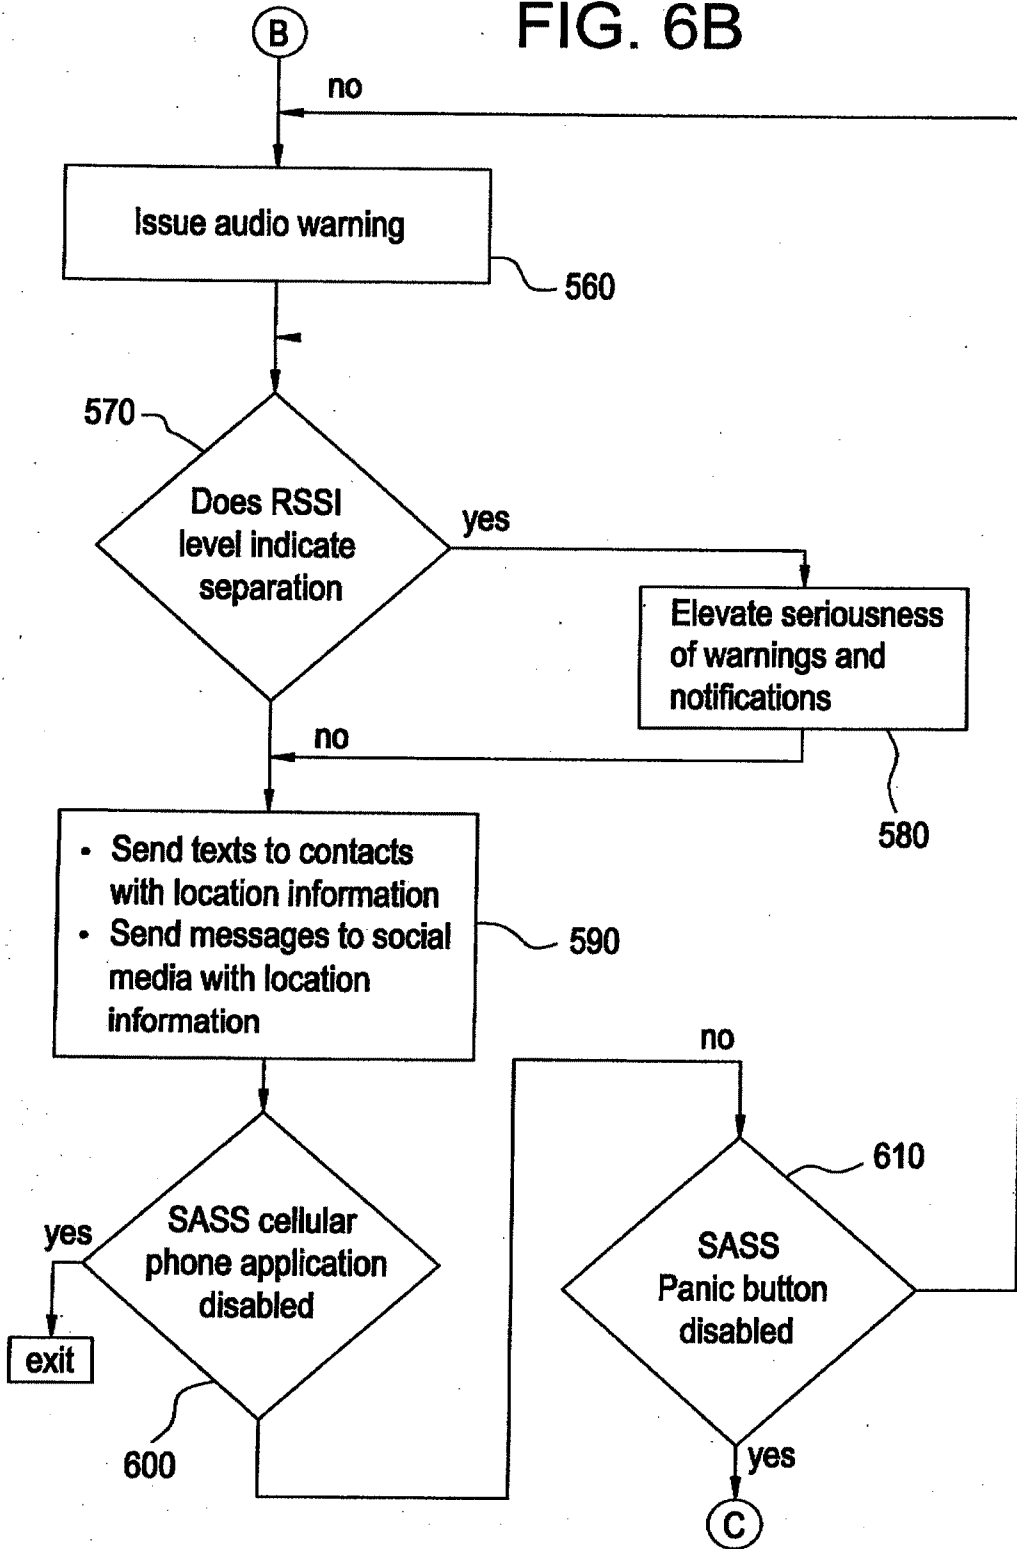 FIG. 6B
B
no
Issue audio warning
560
570
Does RSSI
level indicate
separation
yes
Elevate seriousness
of warnings and
notifications
580
no
• Send texts to contacts
with location information
• Send messages to social
media with location
information
590
no
610
SASS cellular
phone application
disabled
yes
exit
600
SASS
Panic button
disabled
yes
C